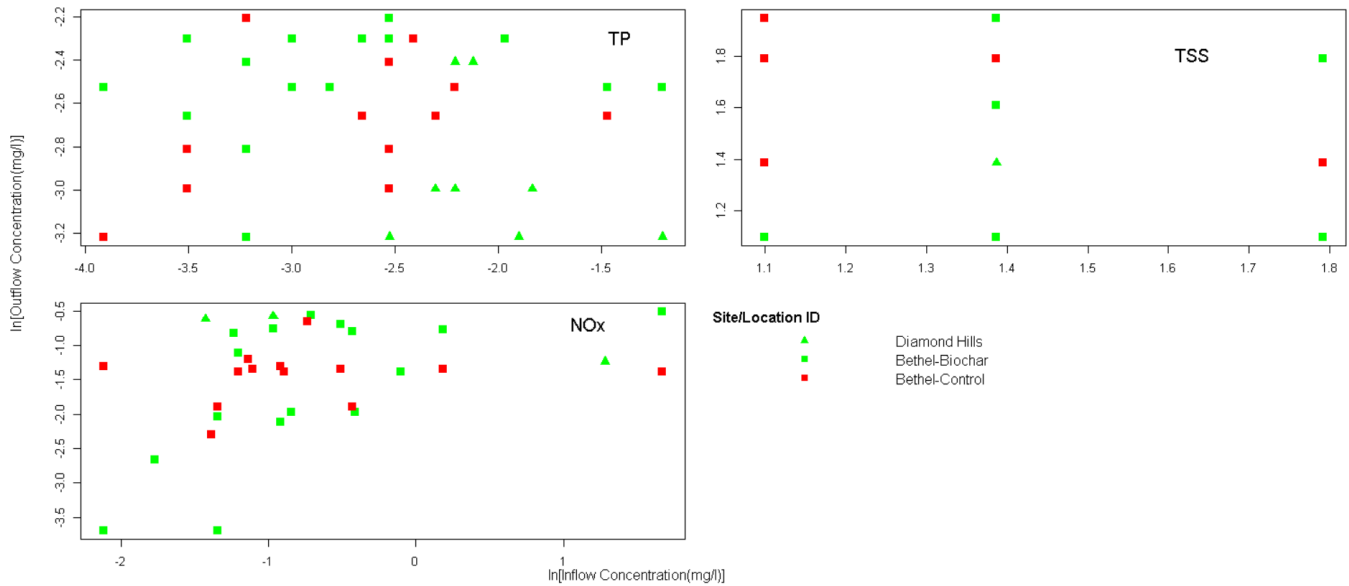 -3.2 -3.0 -2.8 -2.6 -2.4 -2.2
TP
-4.0 -3.5 -3.0 -2.5 -2.0 -1.5
1.2 1.4 1.6 1.8
TSS
1.1 1.2 1.3 1.4 1.5 1.6 1.7 1.8
ln[Outflow Concentration(mg/l)]
-3.5 -3.0 -2.5 -2.0 -1.5 -1.0 -0.5
NOx
-2 -1 0 1
ln[Inflow Concentration(mg/l)]
Site/Location ID
Diamond Hills
Bethel-Biochar
Bethel-Control